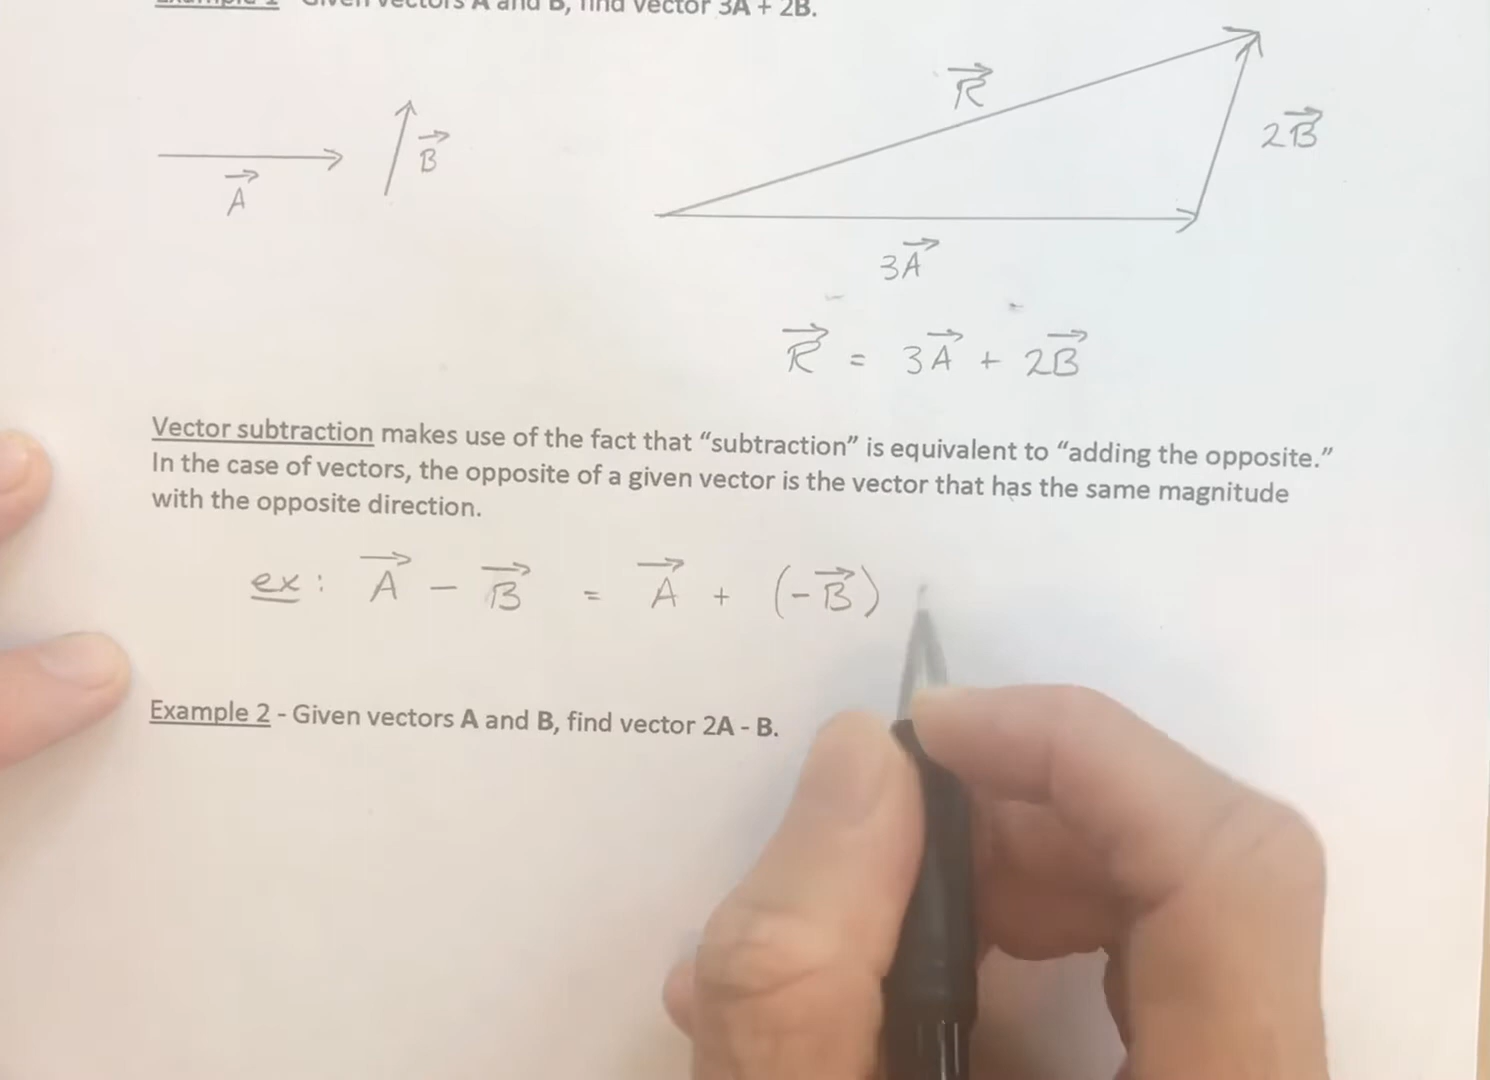 Example 1 - Given vectors A and B, find vector 3A + 2B.
R
B
2B
A
3A
R = 3A + 2B
Vector subtraction makes use of the fact that “subtraction” is equivalent to “adding the opposite.”
In the case of vectors, the opposite of a given vector is the vector that has the same magnitude
with the opposite direction.
ex: A - B = A + (-B)
Example 2 - Given vectors A and B, find vector 2A - B.